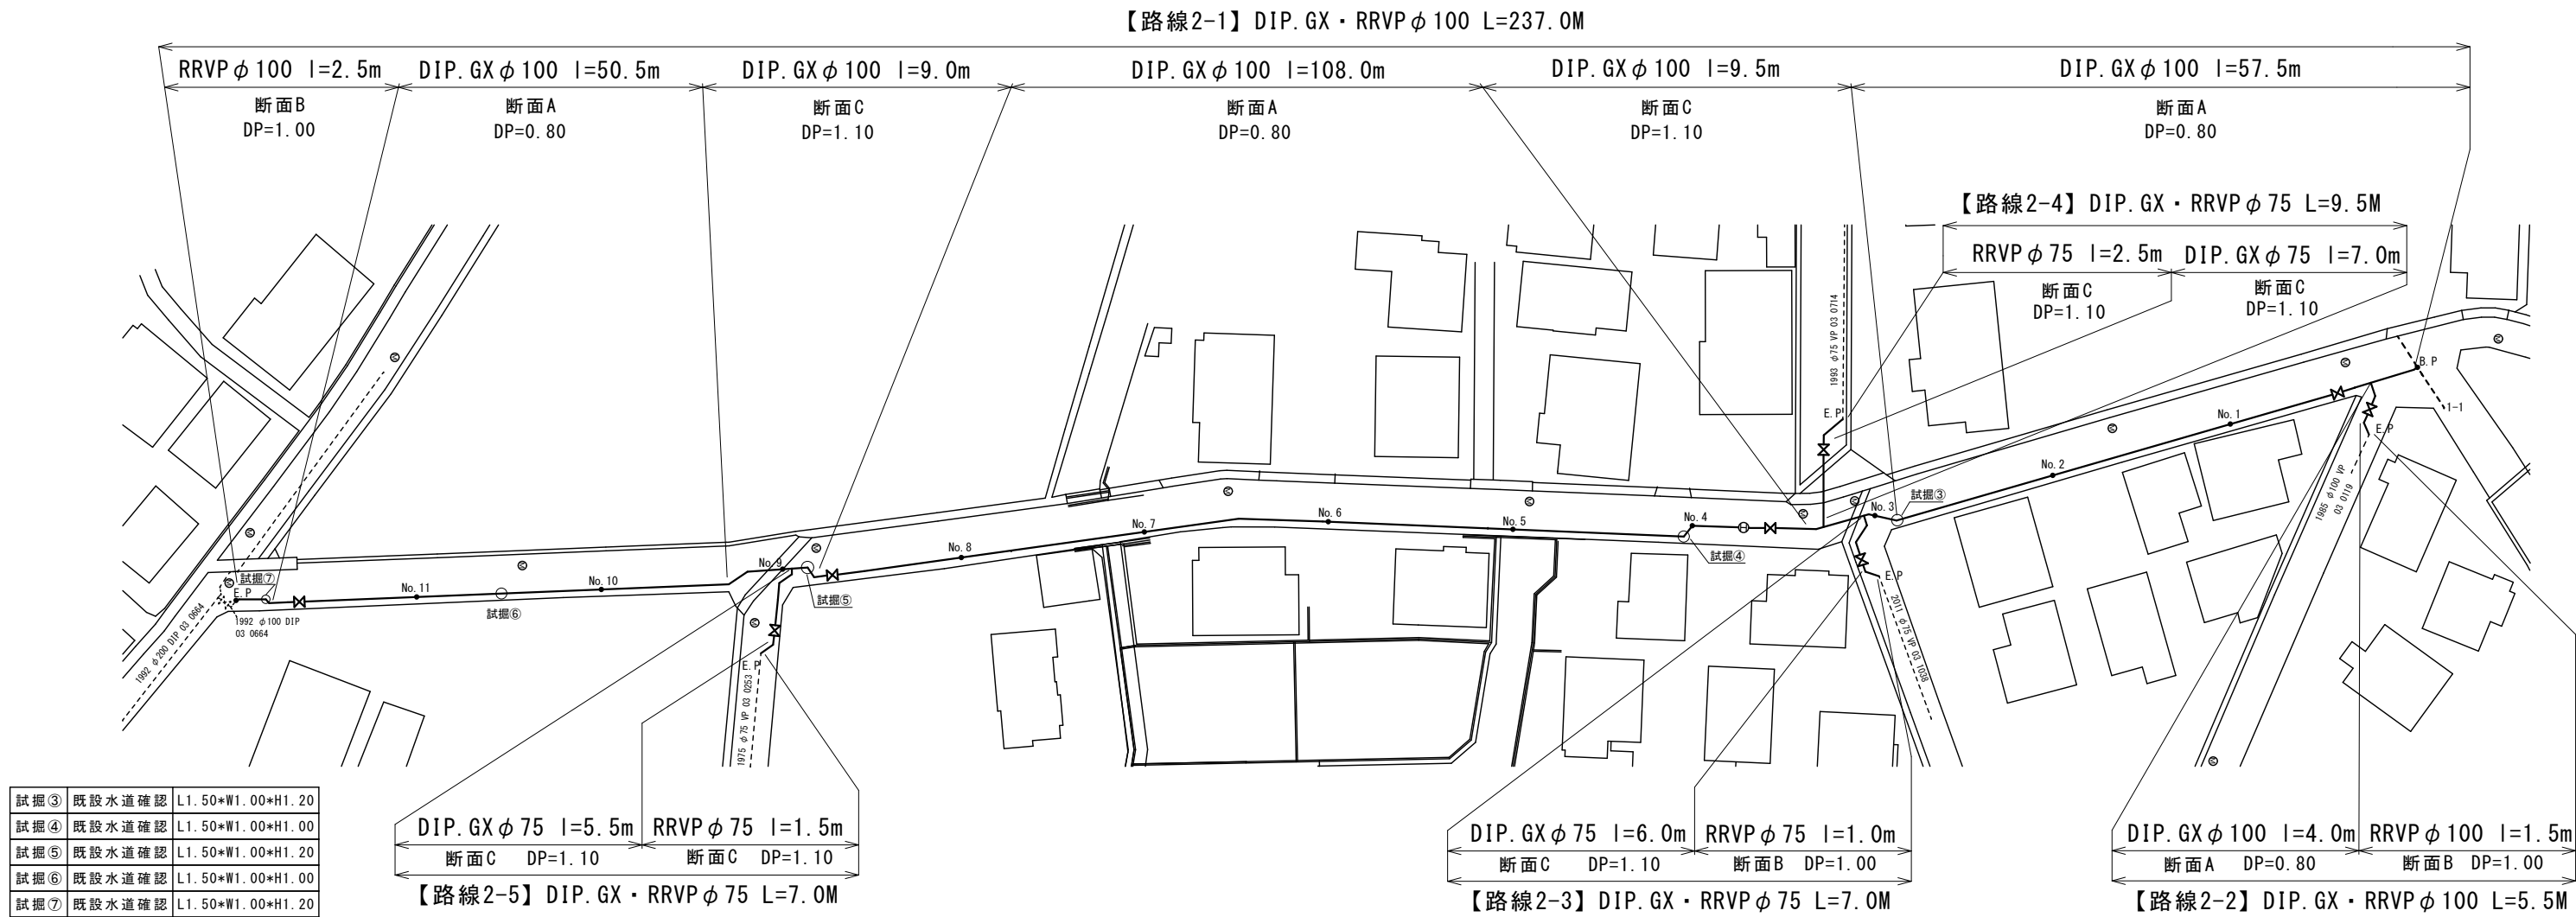 【路線2-1】DIP.GX・RRVPφ100 L=237.0M
RRVPφ100 l=2.5m
断面B
DP=1.00
DIP.GXφ100 l=50.5m
断面A
DP=0.80
DIP.GXφ100 l=9.0m
断面C
DP=1.10
DIP.GXφ100 l=108.0m
断面A
DP=0.80
DIP.GXφ100 l=9.5m
断面C
DP=1.10
DIP.GXφ100 l=57.5m
断面A
DP=0.80
【路線2-4】DIP.GX・RRVPφ75 L=9.5M
RRVPφ75 l=2.5m
断面C
DP=1.10
DIP.GXφ75 l=7.0m
断面C
DP=1.10
1993 φ75 VP 03 0714
E.P
B.P
1-1
No.1
E.P
1985 φ100 VP
03 0119
No.2
試掘③
No.3
No.4
試掘④
E.P
2011 φ75 VP 03 1038
No.5
No.6
No.7
No.8
No.9
試掘⑤
E.P
1975 φ75 VP 03 0253
No.10
試掘⑥
No.11
試掘⑦
E.P
1992 φ100 DIP
03 0664
1992 φ200 DIP 03 0664
試掘③ 既設水道確認 L1.50*W1.00*H1.20
試掘④ 既設水道確認 L1.50*W1.00*H1.00
試掘⑤ 既設水道確認 L1.50*W1.00*H1.20
試掘⑥ 既設水道確認 L1.50*W1.00*H1.00
試掘⑦ 既設水道確認 L1.50*W1.00*H1.20
DIP.GXφ75 l=5.5m RRVPφ75 l=1.5m
断面C DP=1.10 断面C DP=1.10
【路線2-5】DIP.GX・RRVPφ75 L=7.0M
DIP.GXφ75 l=6.0m RRVPφ75 l=1.0m
断面C DP=1.10 断面B DP=1.00
【路線2-3】DIP.GX・RRVPφ75 L=7.0M
DIP.GXφ100 l=4.0m RRVPφ100 l=1.5m
断面A DP=0.80 断面B DP=1.00
【路線2-2】DIP.GX・RRVPφ100 L=5.5M